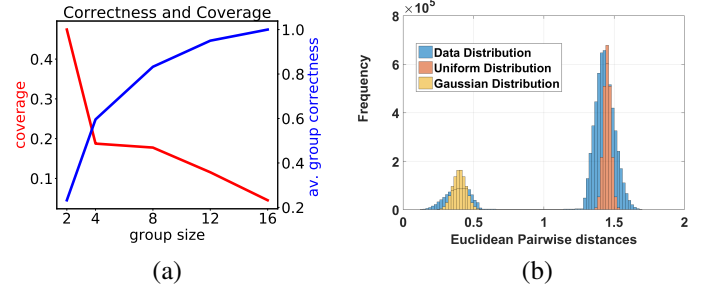 Correctness and Coverage
coverage
0.4
0.3
0.2
0.1
1.0
0.8
0.6
0.4
0.2
av. group correctness
2 4 8 12 16
group size
(a)
×10⁵
8
6
4
2
0
Frequency
Data Distribution
Uniform Distribution
Gaussian Distribution
0 0.5 1 1.5 2
Euclidean Pairwise distances
(b)